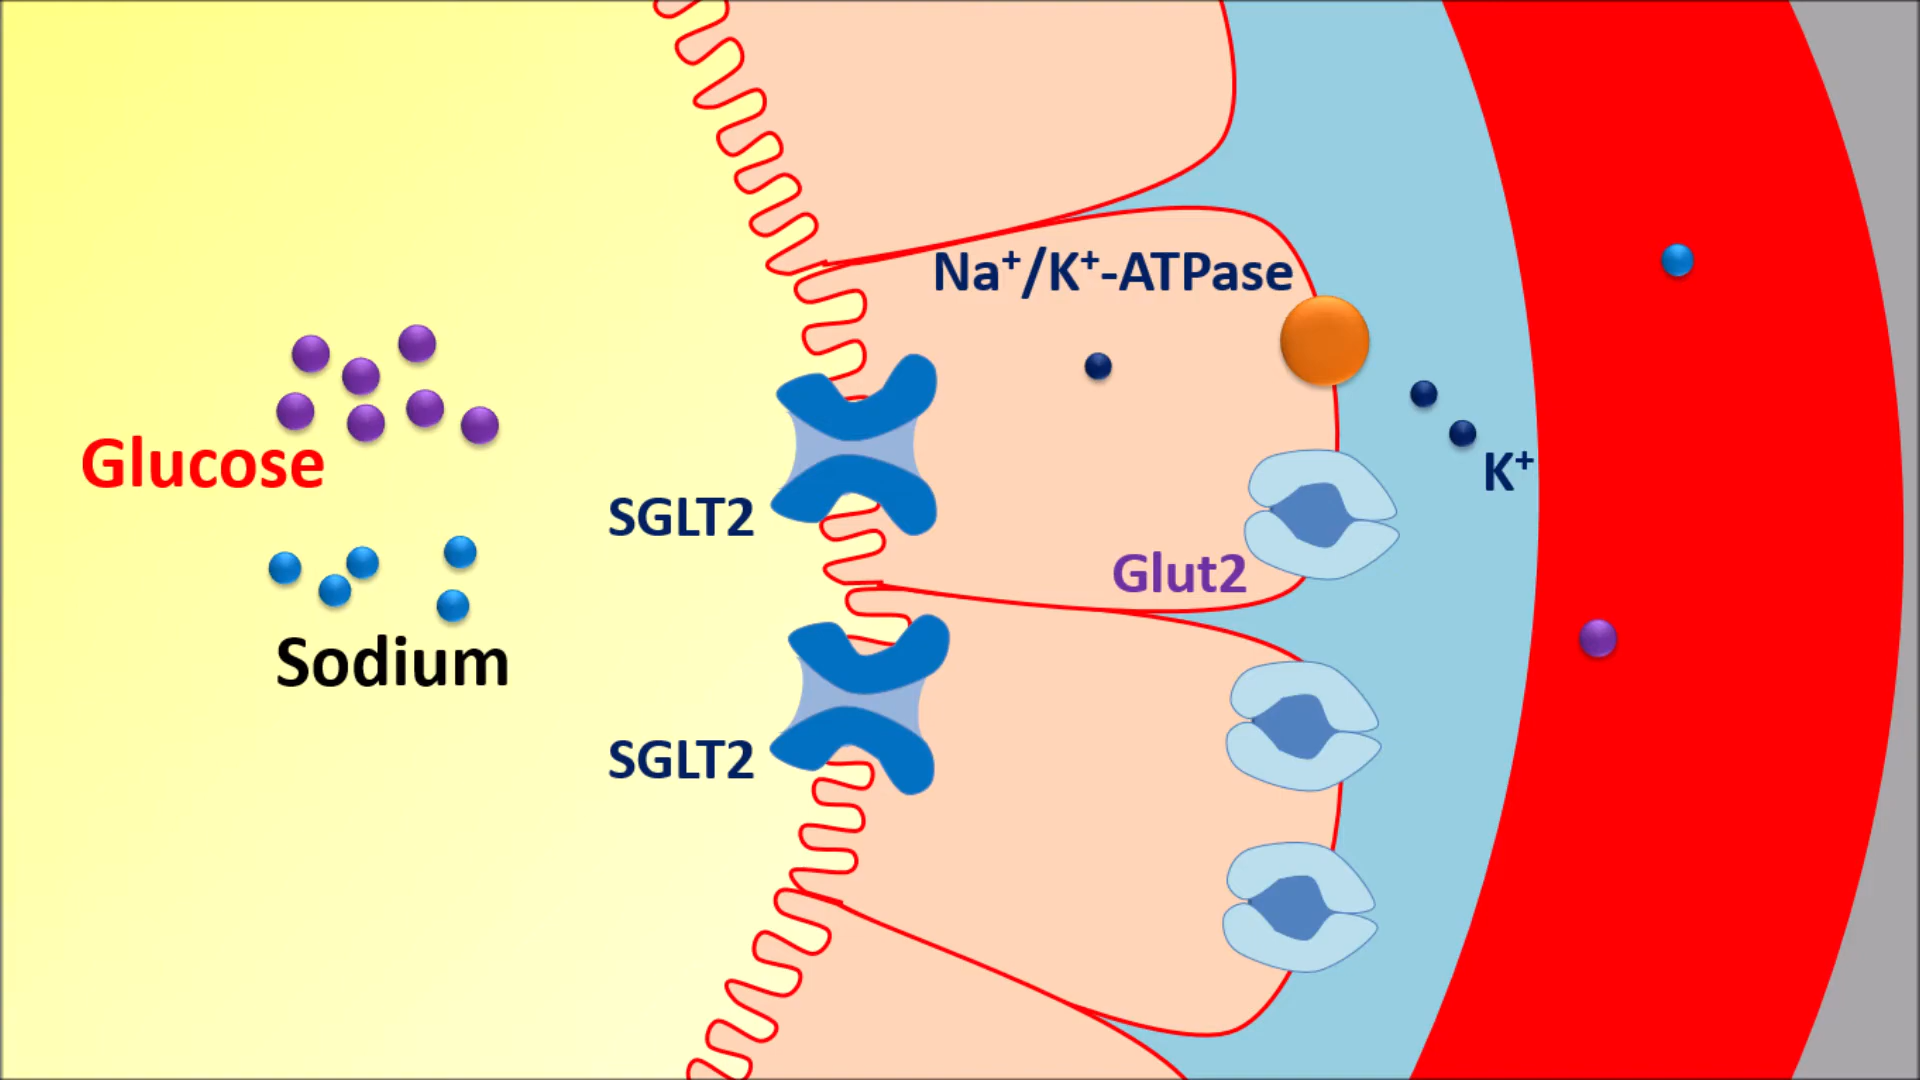 Na⁺/K⁺-ATPase
Glucose
K⁺
SGLT2
Glut2
Sodium
SGLT2